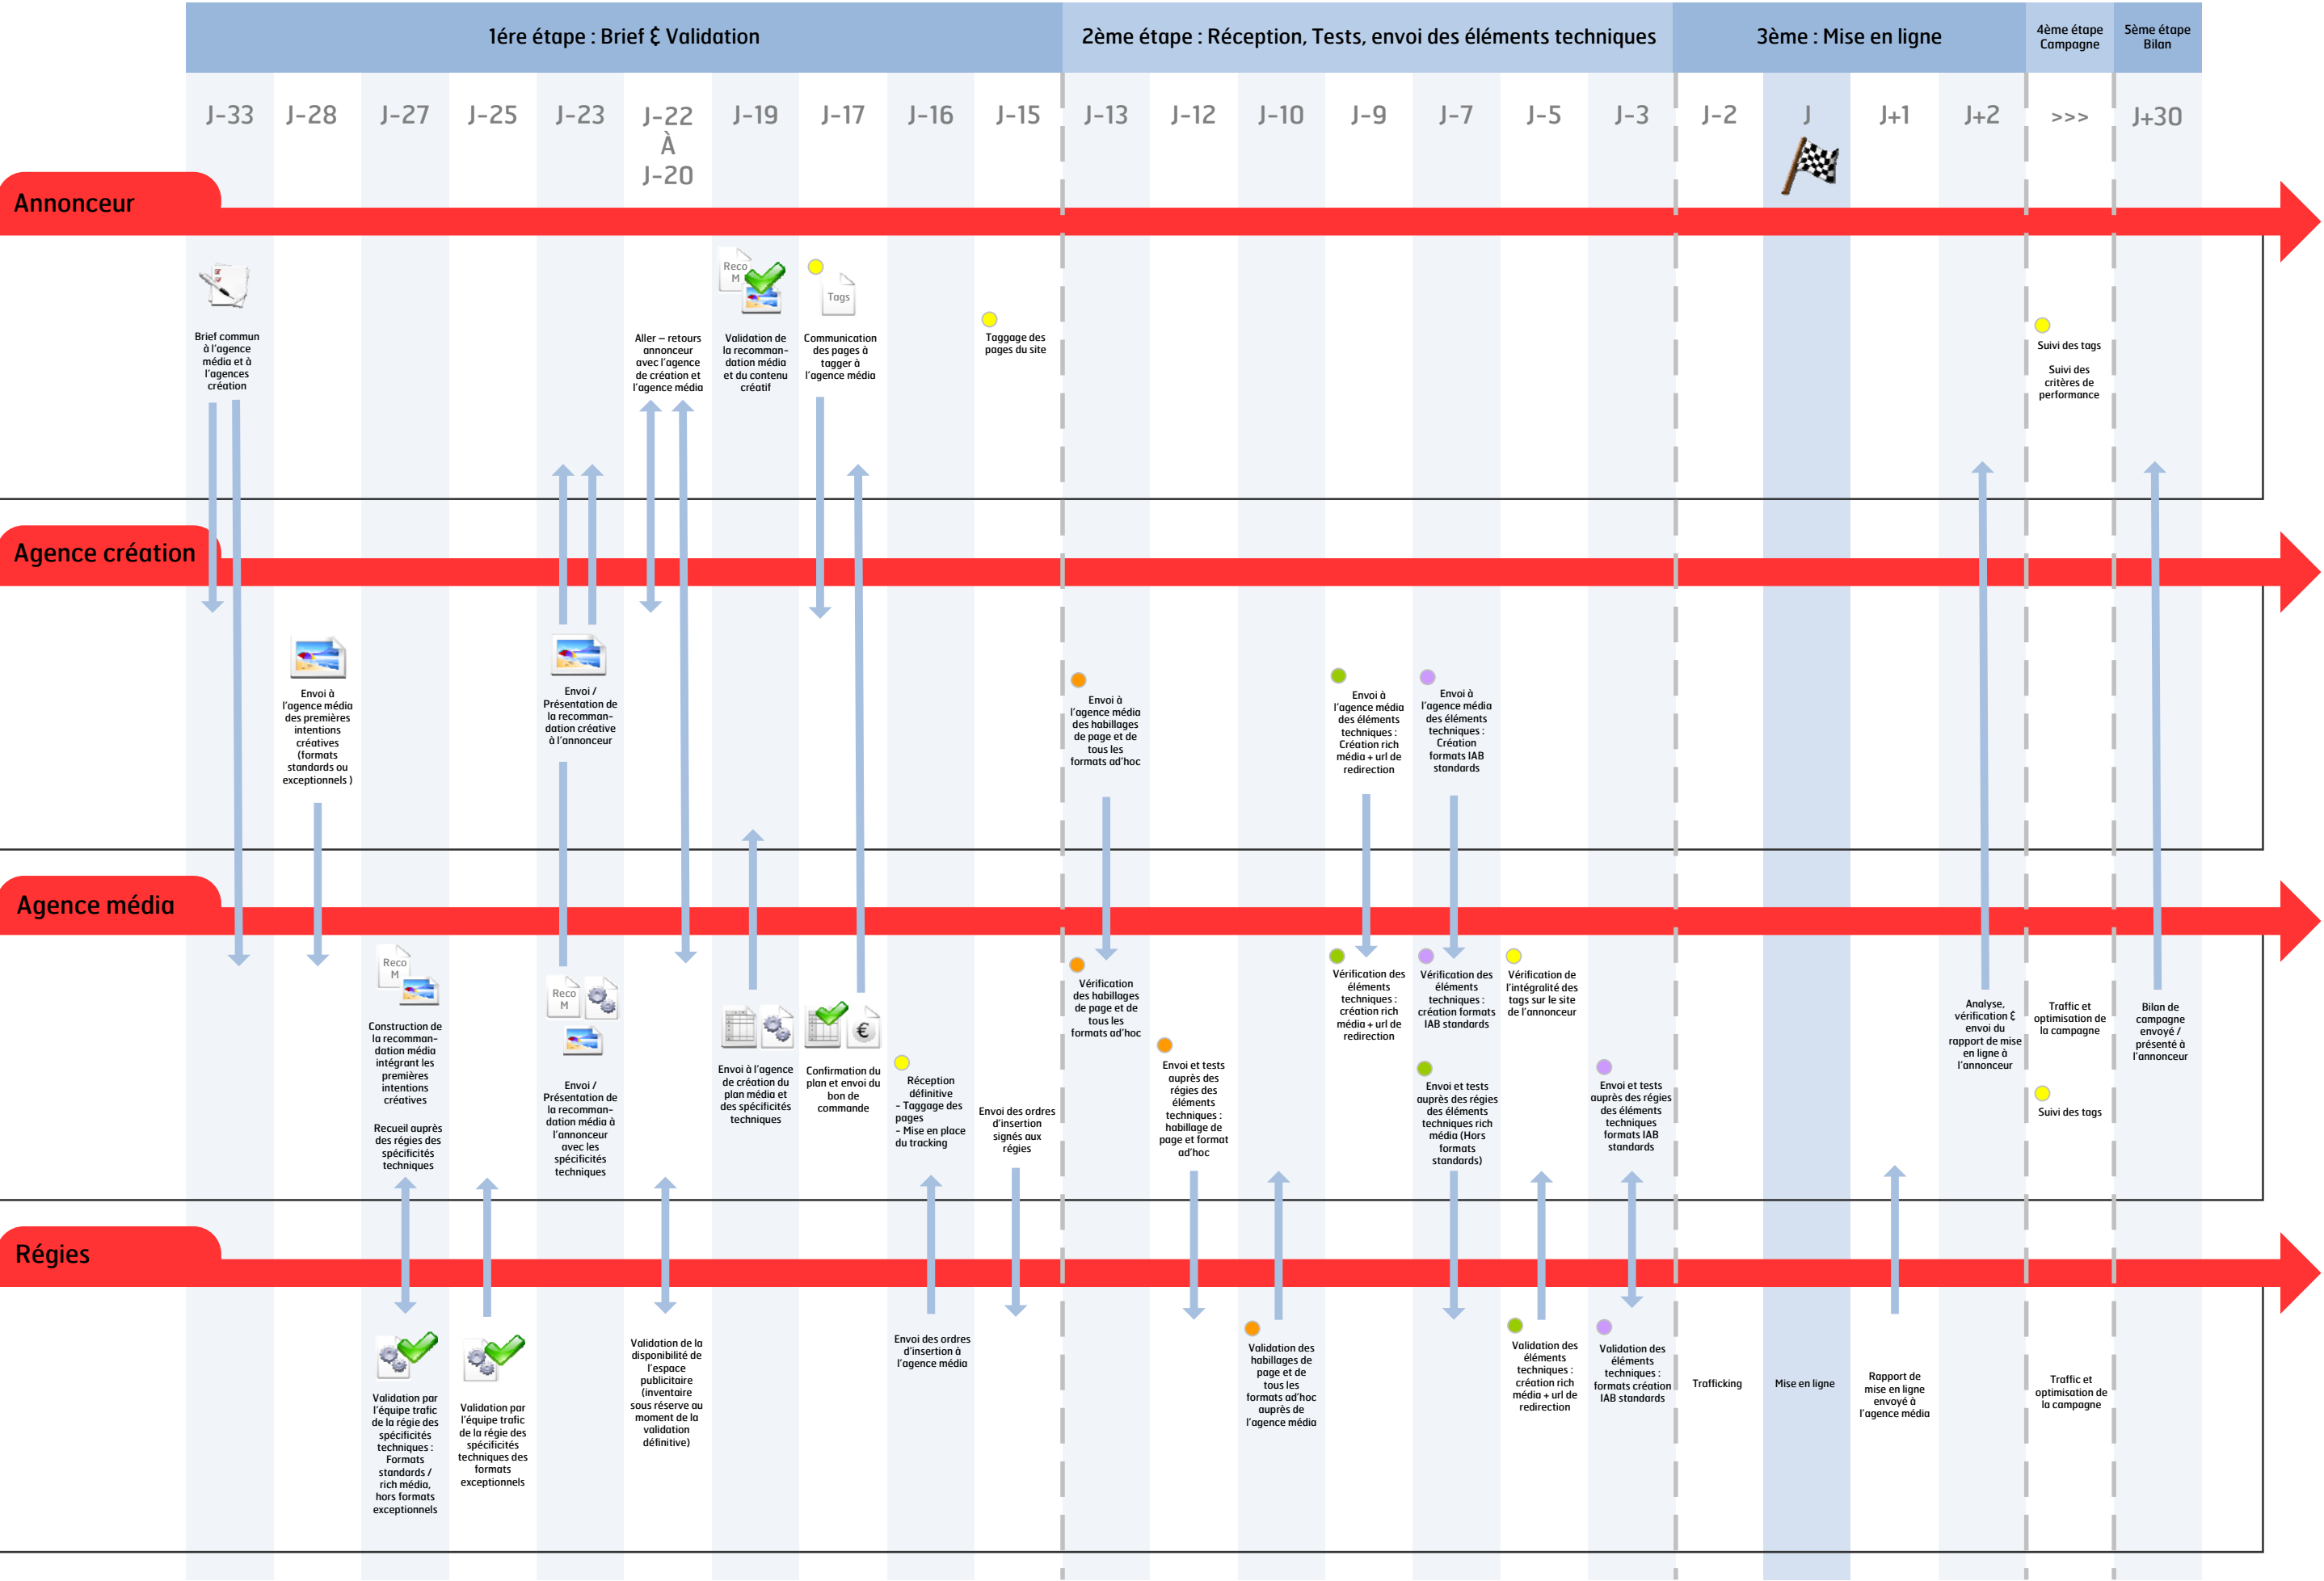 1ére étape : Brief & Validation
2ème étape : Réception, Tests, envoi des éléments techniques
3ème : Mise en ligne
4ème étape
Campagne
5ème étape
Bilan
J-33
J-28
J-27
J-25
J-23
J-22
À
J-20
J-19
J-17
J-16
J-15
J-13
J-12
J-10
J-9
J-7
J-5
J-3
J-2
J
J+1
J+2
>>>
J+30
Annonceur
Brief commun
à l'agence
média et à
l'agences
création
Aller – retours
annonceur
avec l'agence
de création et
l'agence média
Reco
M
Validation de
la recomman-
dation média
et du contenu
créatif
Tags
Communication
des pages à
tagger à
l'agence média
Taggage des
pages du site
Suivi des tags
Suivi des
critères de
performance
Agence création
Envoi à
l'agence média
des premières
intentions
créatives
(formats
standards ou
exceptionnels )
Envoi /
Présentation de
la recomman-
dation créative
à l'annonceur
Envoi à
l'agence média
des habillages
de page et de
tous les
formats ad'hoc
Envoi à
l'agence média
des éléments
techniques :
Création rich
média + url de
redirection
Envoi à
l'agence média
des éléments
techniques :
Création
formats IAB
standards
Agence média
Reco
M
Construction de
la recomman-
dation média
intégrant les
premières
intentions
créatives
Recueil auprès
des régies des
spécificités
techniques
Reco
M
Envoi /
Présentation de
la recomman-
dation média à
l'annonceur
avec les
spécificités
techniques
Envoi à l'agence
de création du
plan média et
des spécificités
techniques
€
Confirmation du
plan et envoi du
bon de
commande
Réception
définitive
- Taggage des
pages
- Mise en place
du tracking
Envoi des ordres
d'insertion
signés aux
régies
Vérification
des habillages
de page et de
tous les
formats ad'hoc
Envoi et tests
auprès des
régies des
éléments
techniques :
habillage de
page et format
ad'hoc
Vérification des
éléments
techniques :
création rich
média + url de
redirection
Vérification des
éléments
techniques :
création formats
IAB standards
Envoi et tests
auprès des régies
des éléments
techniques rich
média (Hors
formats
standards)
Vérification de
l'intégralité des
tags sur le site
de l'annonceur
Envoi et tests
auprès des régies
des éléments
techniques
formats IAB
standards
Analyse,
vérification &
envoi du
rapport de mise
en ligne à
l'annonceur
Traffic et
optimisation de
la campagne
Suivi des tags
Bilan de
campagne
envoyé /
présenté à
l'annonceur
Régies
Validation par
l'équipe trafic
de la régie des
spécificités
techniques :
Formats
standards /
rich média,
hors formats
exceptionnels
Validation par
l'équipe trafic
de la régie des
spécificités
techniques des
formats
exceptionnels
Validation de la
disponibilité de
l'espace
publicitaire
(inventaire
sous réserve au
moment de la
validation
définitive)
Envoi des ordres
d'insertion à
l'agence média
Validation des
habillages de
page et de
tous les
formats ad'hoc
auprès de
l'agence média
Validation des
éléments
techniques :
création rich
média + url de
redirection
Validation des
éléments
techniques :
formats création
IAB standards
Trafficking
Mise en ligne
Rapport de
mise en ligne
envoyé à
l'agence média
Traffic et
optimisation de
la campagne